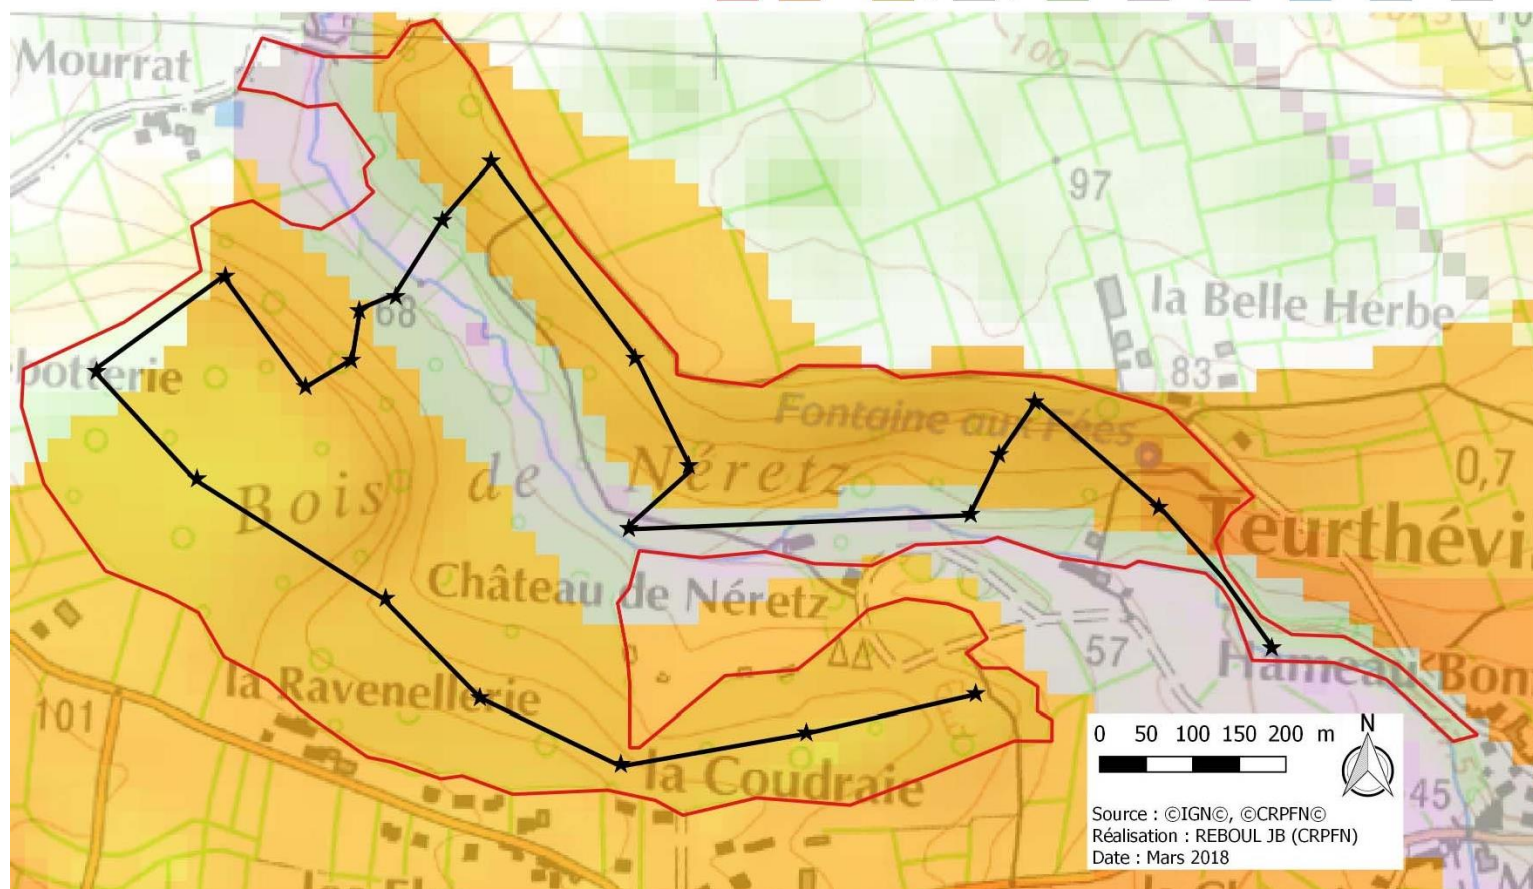 Mourrat
100
97
la Belle Herbe
68
botterie
83
Fontaine aux Fées
0,7
Bois de Néretz
Teurthévi
Château de Néretz
57
Hameau Bon
la Ravenellerie
101
la Coudraie
45
0 50 100 150 200 m
N
Source : ©IGN©, ©CRPFN©
Réalisation : REBOUL JB (CRPFN)
Date : Mars 2018